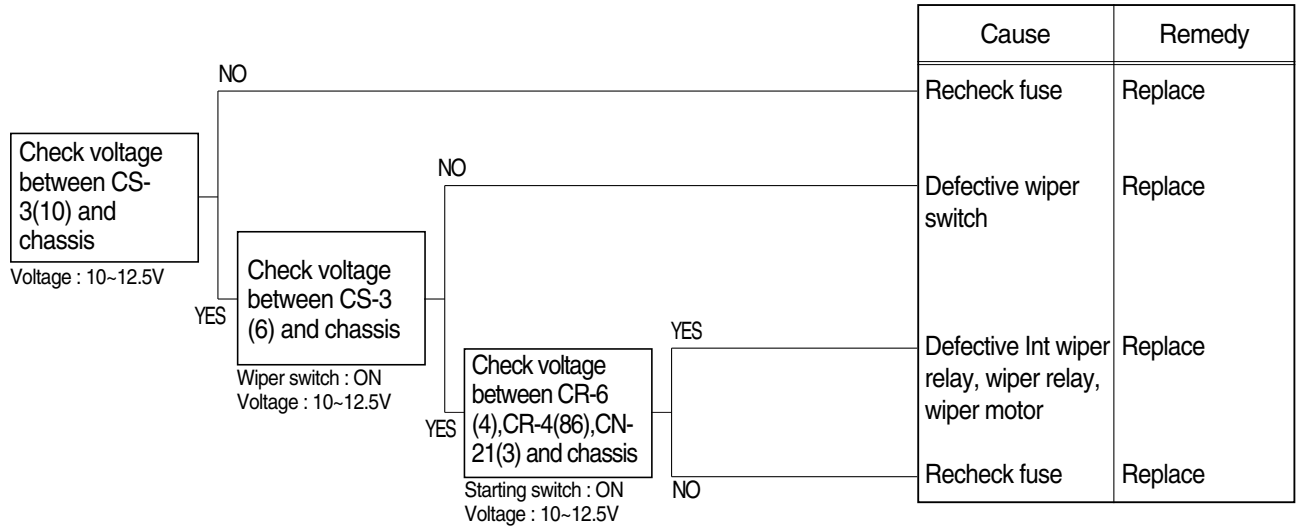 Cause
Remedy
NO
Recheck fuse
Replace
Check voltage
between CS-
3(10) and
chassis
Voltage : 10~12.5V
NO
Defective wiper
switch
Replace
YES
Check voltage
between CS-3
(6) and chassis
Wiper switch : ON
Voltage : 10~12.5V
YES
Defective Int wiper
relay, wiper relay,
wiper motor
Replace
YES
Check voltage
between CR-6
(4),CR-4(86),CN-
21(3) and chassis
Starting switch : ON
Voltage : 10~12.5V
NO
Recheck fuse
Replace